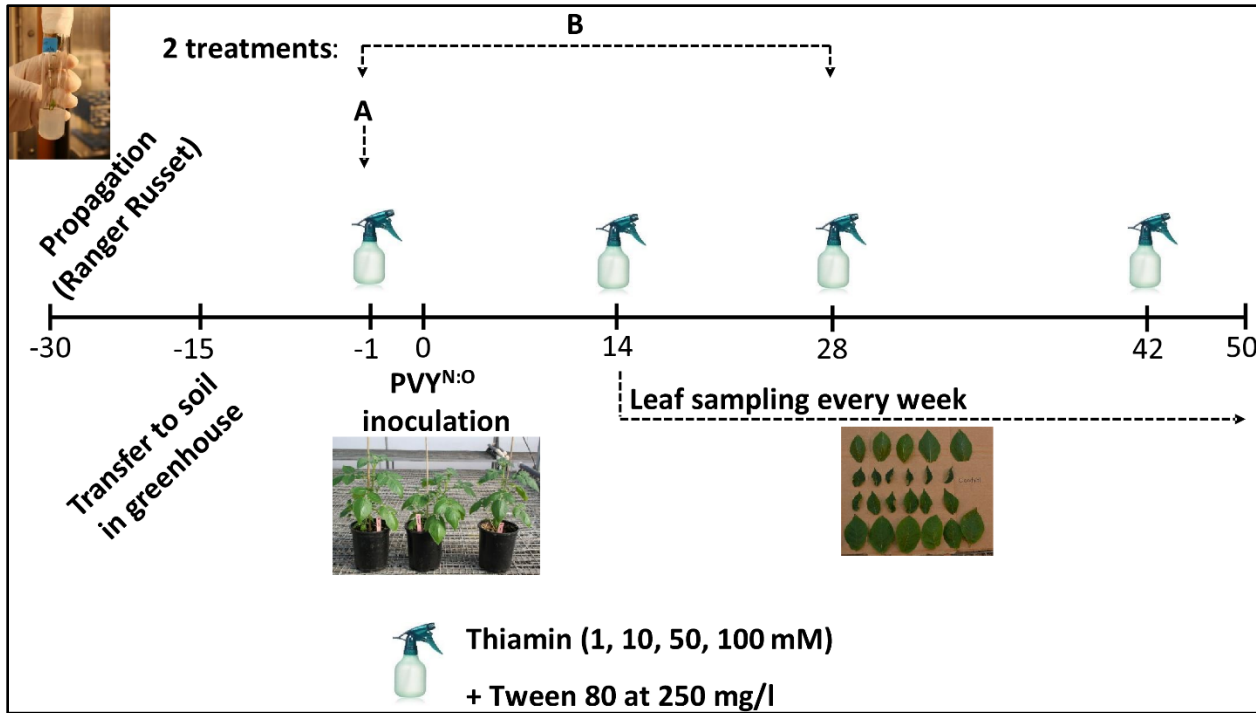 2 treatments:
B
A
Propagation
(Ranger Russet)
-30
-15
-1
0
14
28
42
50
Transfer to soil
in greenhouse
PVY^N:O
inoculation
Leaf sampling every week
Thiamin (1, 10, 50, 100 mM)
+ Tween 80 at 250 mg/l